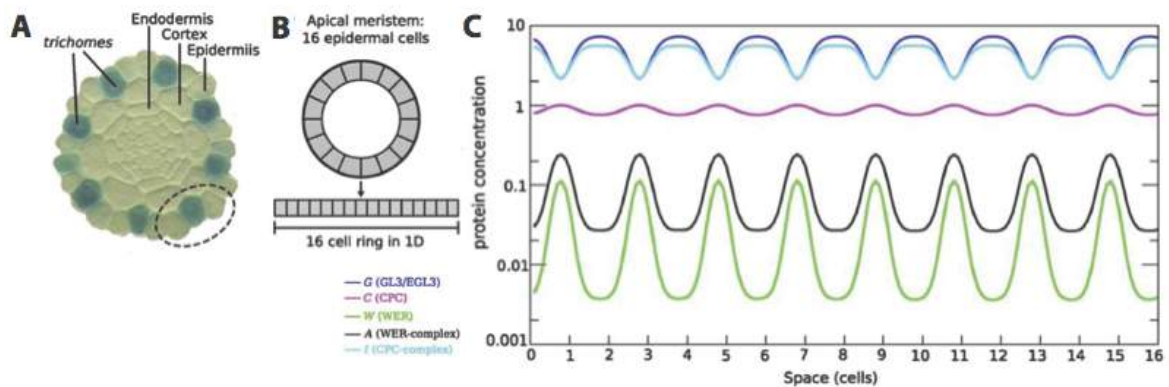 A
trichomes
Endodermis
Cortex
Epidermiis
B
Apical meristem:
16 epidermal cells
16 cell ring in 1D
G (GL3/EGL3)
C (CPC)
W (WER)
A (WER-complex)
I (CPC-complex)
C
protein concentration
10
1
0.1
0.01
0.001
0 1 2 3 4 5 6 7 8 9 10 11 12 13 14 15 16
Space (cells)